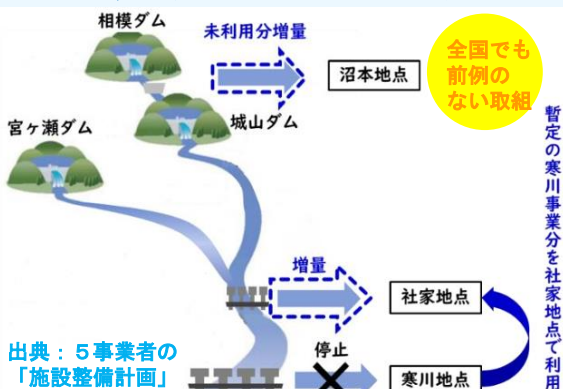 相模ダム
未利用分増量
沼本地点
全国でも
前例の
ない取組
宮ヶ瀬ダム
城山ダム
暫定の寒川事業分を社家地点で利用
増量
社家地点
停止
寒川地点
出典：５事業者の
「施設整備計画」